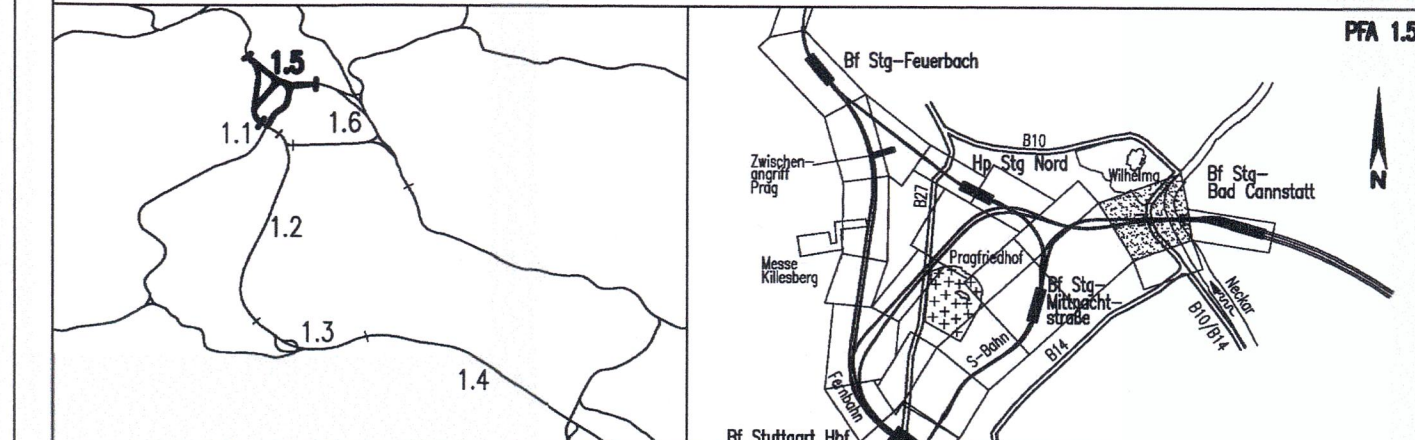 1.5
1.1
1.6
1.2
1.3
1.4
PFA 1.5
Bf Stg-Feuerbach
B10
Zwischen-
angriff
Prag
Hp Stg Nord
Wilhelma
Bf Stg-
Bad Cannstatt
N
B27
Messe
Killesberg
Pragfriedhof
Bf Stg-
Mittnacht-
straße
Neckar
B10/B14
S-Bahn
B14
Fernbahn
Bf Stuttgart Hbf